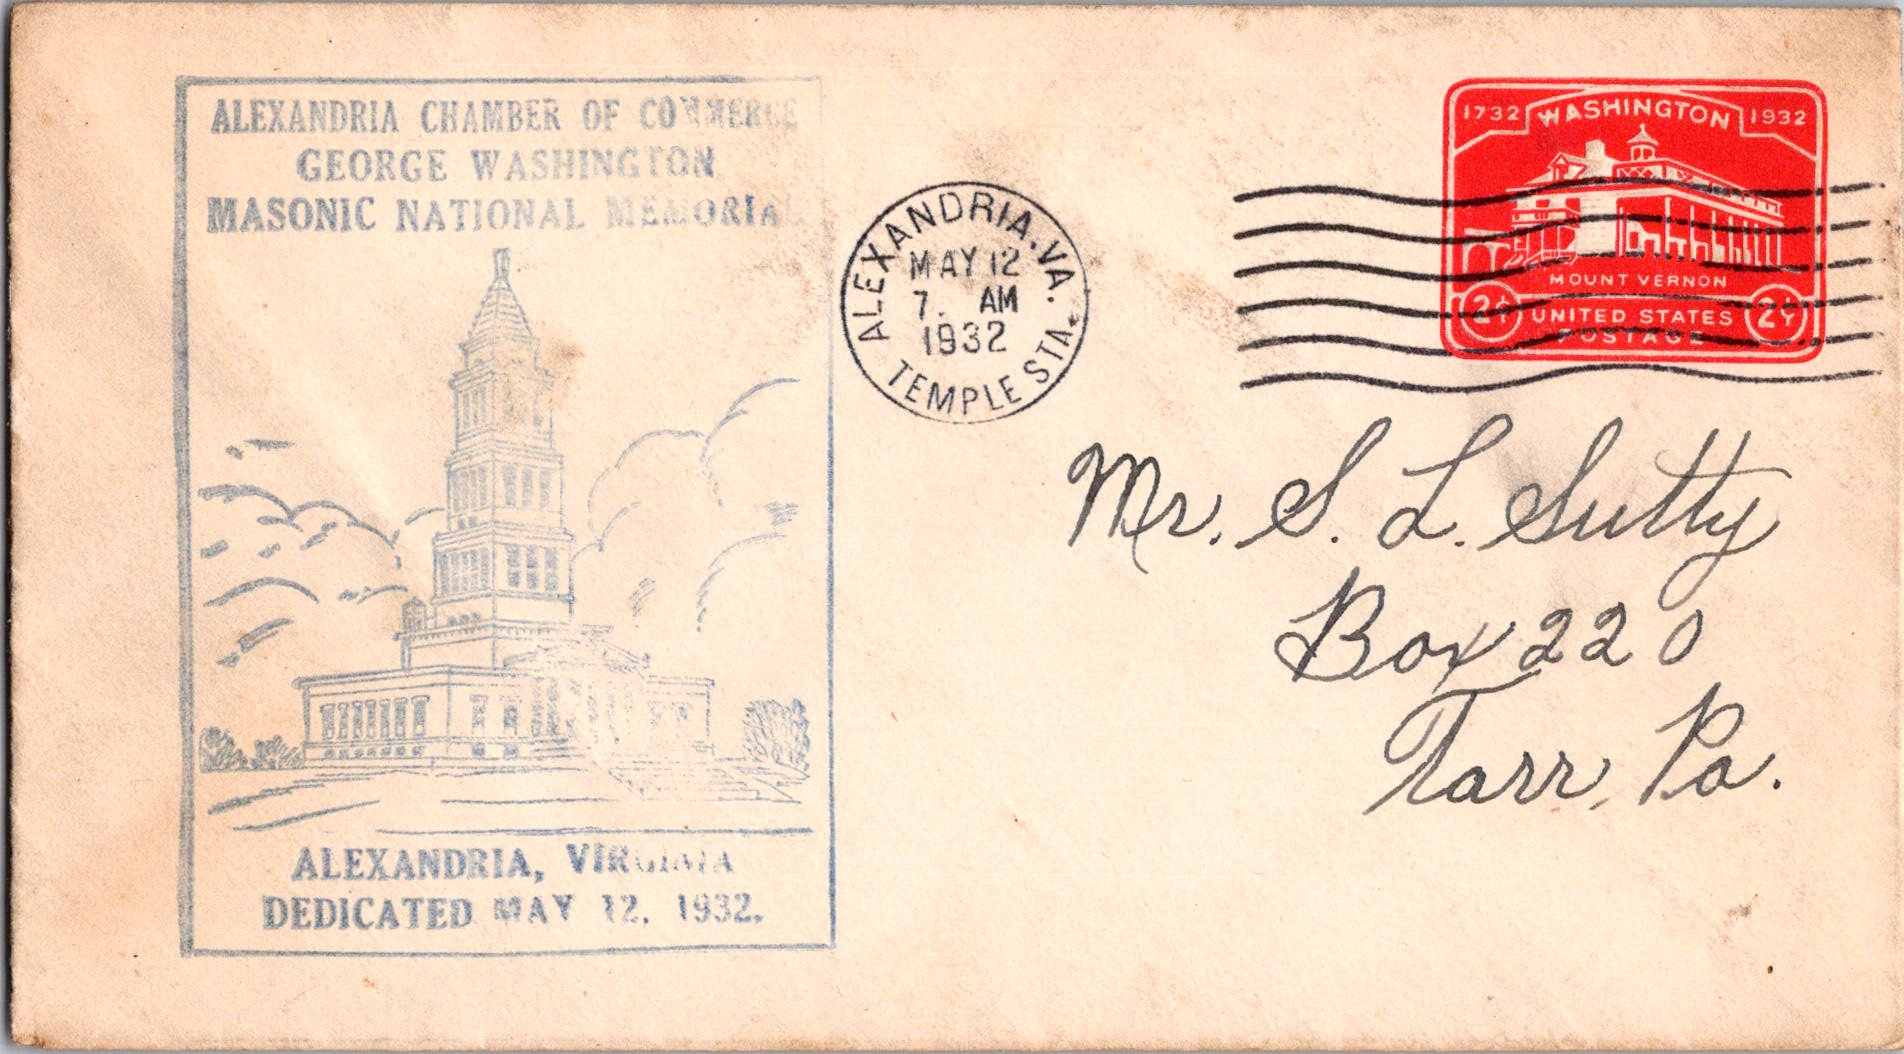 ALEXANDRIA CHAMBER OF COMMERCE
GEORGE WASHINGTON
MASONIC NATIONAL MEMORIAL
ALEXANDRIA, VIRGINIA
DEDICATED MAY 12, 1932.
ALEXANDRIA, VA.
MAY 12
7. AM
1932
TEMPLE STA.
1732 WASHINGTON 1932
MOUNT VERNON
2¢ UNITED STATES 2¢
POSTAGE
Mr. S. L. Sutty
Box 220
Tarr, Pa.